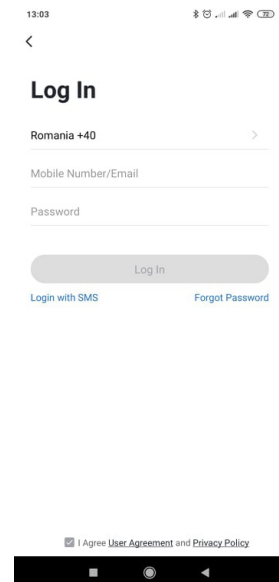 13:03
72
Log In
Romania +40
Mobile Number/Email
Password
Log In
Login with SMS Forgot Password
I Agree User Agreement and Privacy Policy